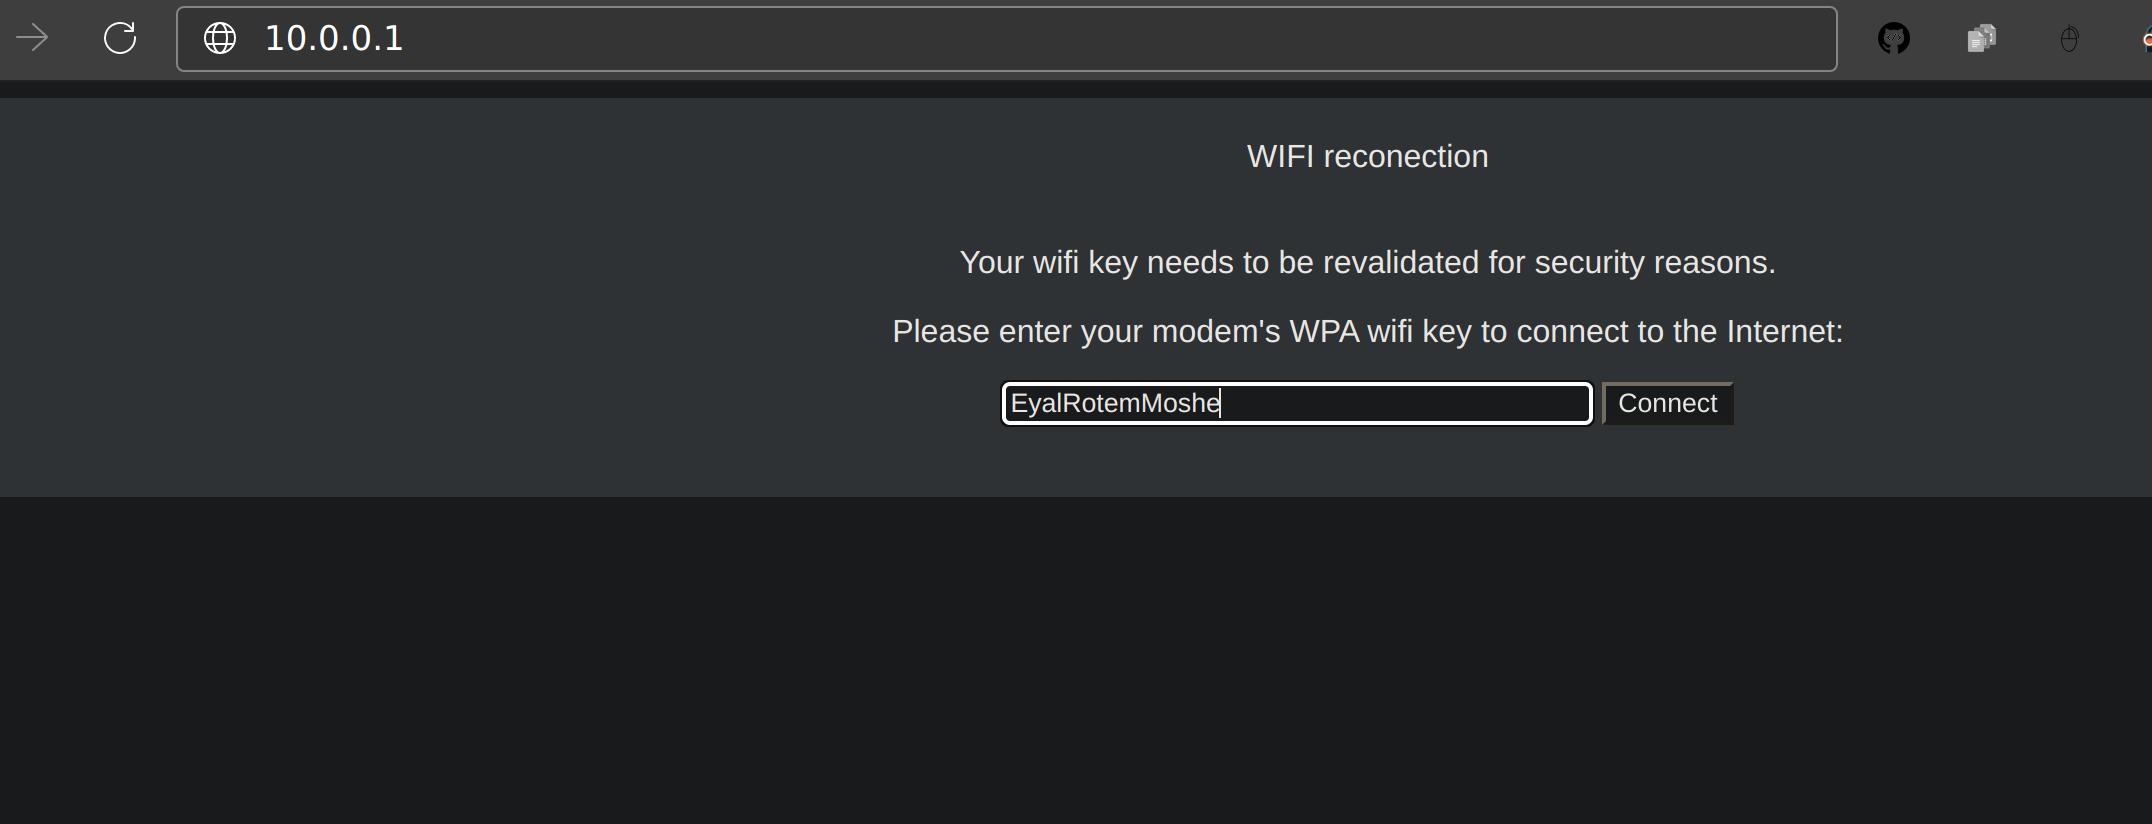 10.0.0.1
WIFI reconection
Your wifi key needs to be revalidated for security reasons.
Please enter your modem's WPA wifi key to connect to the Internet:
EyalRotemMoshe Connect